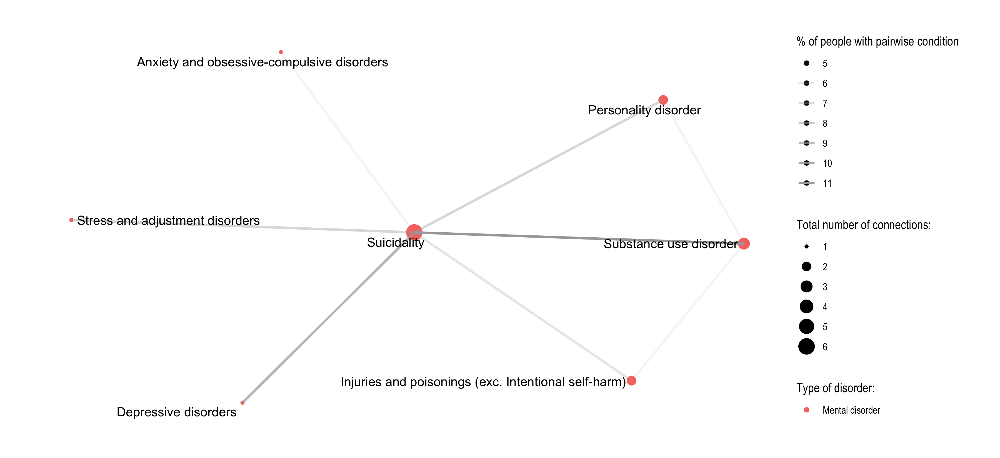 % of people with pairwise condition
Anxiety and obsessive-compulsive disorders
5
6
7
8
9
10
11
Personality disorder
Stress and adjustment disorders
Suicidality
Substance use disorder
Injuries and poisonings (exc. Intentional self-harm)
Depressive disorders
Total number of connections:
1
2
3
4
5
6
Type of disorder:
Mental disorder